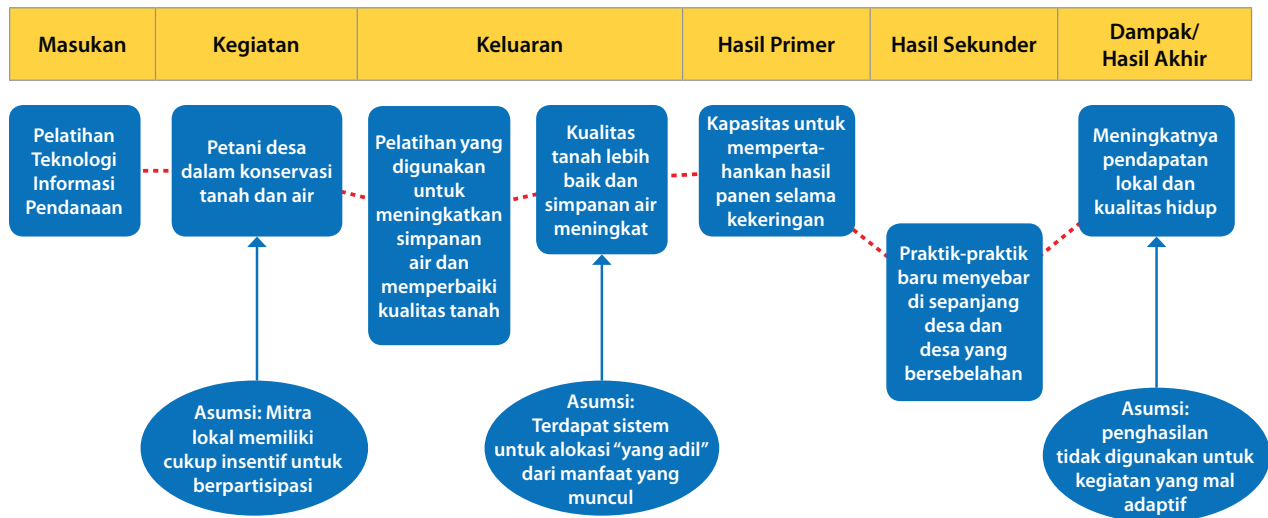 Masukan
Kegiatan
Keluaran
Hasil Primer
Hasil Sekunder
Dampak/
Hasil Akhir
Pelatihan
Teknologi
Informasi
Pendanaan
Petani desa
dalam konservasi
tanah dan air
Pelatihan yang
digunakan
untuk
meningkatkan
simpanan
air dan
memperbaiki
kualitas tanah
Kualitas
tanah lebih
baik dan
simpanan air
meningkat
Kapasitas untuk
memperta-
hankan hasil
panen selama
kekeringan
Praktik-praktik
baru menyebar
di sepanjang
desa dan
desa yang
bersebelahan
Meningkatnya
pendapatan
lokal dan
kualitas hidup
Asumsi: Mitra
lokal memiliki
cukup insentif untuk
berpartisipasi
Asumsi:
Terdapat sistem
untuk alokasi “yang adil”
dari manfaat yang
muncul
Asumsi:
penghasilan
tidak digunakan untuk
kegiatan yang mal
adaptif